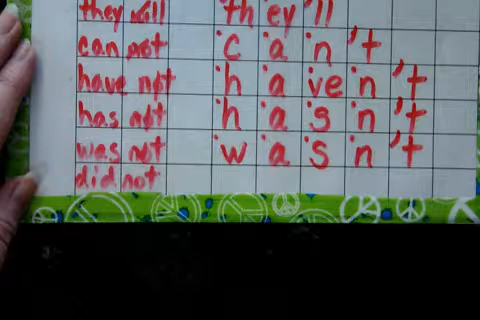 they will they'll
can not can't
have not haven't
has not hasn't
was not wasn't
did not